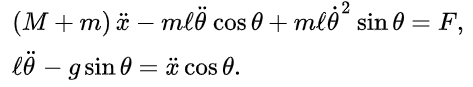 (M + m) ẍ − mℓθ̈ cos θ + mℓθ̇² sin θ = F,
ℓθ̈ − g sin θ = ẍ cos θ.